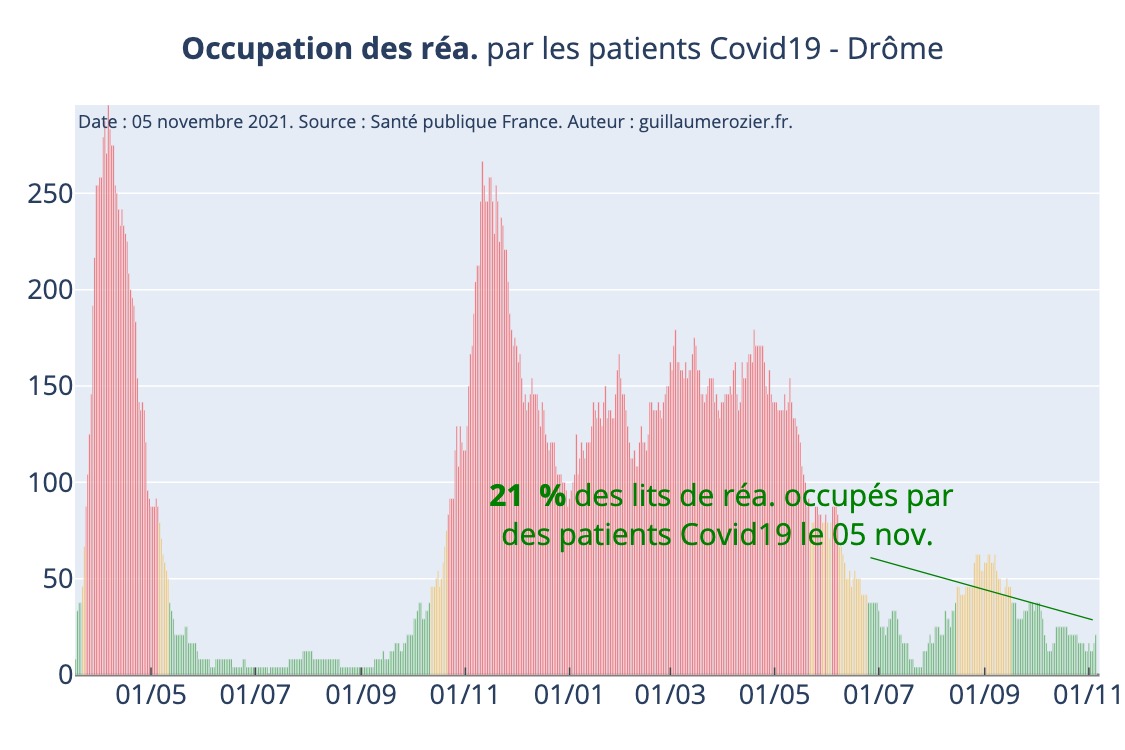 Occupation des réa. par les patients Covid19 - Drôme
Date : 05 novembre 2021. Source : Santé publique France. Auteur : guillaumerozier.fr.
250
200
150
100
50
0
21 % des lits de réa. occupés par
des patients Covid19 le 05 nov.
01/05 01/07 01/09 01/11 01/01 01/03 01/05 01/07 01/09 01/11